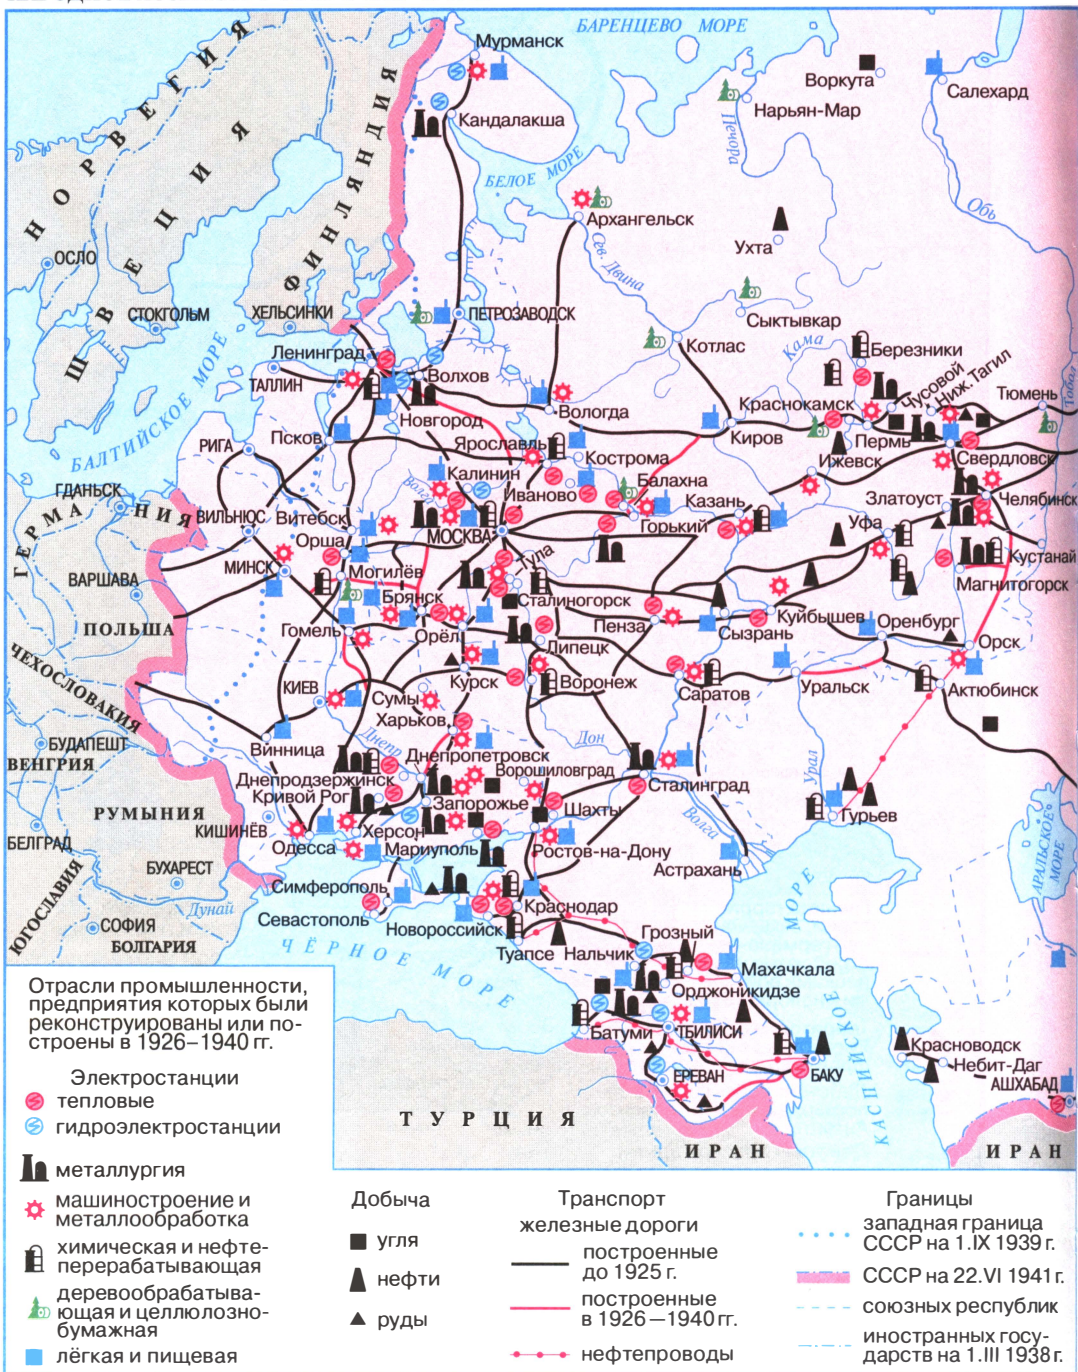 БАРЕНЦЕВО МОРЕ
Мурманск
Воркута
Салехард
Нарьян-Мар
Печора
НОРВЕГИЯ
ШВЕЦИЯ
ФИНЛЯНДИЯ
Кандалакша
БЕЛОЕ МОРЕ
Архангельск
Обь
Сев. Двина
Ухта
ОСЛО
СТОКГОЛЬМ
ХЕЛЬСИНКИ
ПЕТРОЗАВОДСК
Сыктывкар
Котлас
Кама
Березники
Ленинград
Волхов
ТАЛЛИН
Чусовой
Ниж.Тагил
Тюмень
Тобол
Новгород
Вологда
Краснокамск
Киров
Пермь
БАЛТИЙСКОЕ МОРЕ
РИГА
Псков
Ярославль
Кострома
Ижевск
Свердловск
Калинин
Волга
Иваново
Балахна
Казань
Златоуст
Челябинск
ГДАНЬСК
ГЕРМАНИЯ
ВИЛЬНЮС
Витебск
МОСКВА
Горький
Уфа
Орша
Кустанай
МИНСК
Могилёв
Тула
Магнитогорск
ВАРШАВА
Брянск
Сталиногорск
ПОЛЬША
Гомель
Орёл
Пенза
Сызрань
Куйбышев
Оренбург
Липецк
Орск
ЧЕХОСЛОВАКИЯ
Курск
Воронеж
КИЕВ
Сумы
Саратов
Уральск
Актюбинск
Харьков
БУДАПЕШТ
ВЕНГРИЯ
Винница
Днепр
Дон
Днепропетровск
Ворошиловград
Урал
Днепродзержинск
Сталинград
Кривой Рог
Запорожье
Шахты
РУМЫНИЯ
КИШИНЁВ
Херсон
Волга
Гурьев
БЕЛГРАД
Одесса
Мариуполь
Ростов-на-Дону
Астрахань
АРАЛЬСКОЕ МОРЕ
БУХАРЕСТ
Симферополь
ЮГОСЛАВИЯ
Дунай
Севастополь
Краснодар
СОФИЯ
Новороссийск
БОЛГАРИЯ
Туапсе
Нальчик
Грозный
ЧЁРНОЕ МОРЕ
Махачкала
Орджоникидзе
КАСПИЙСКОЕ МОРЕ
Батуми
ТБИЛИСИ
Красноводск
Небит-Даг
ЕРЕВАН
БАКУ
АШХАБАД
ТУРЦИЯ
ИРАН
ИРАН
Отрасли промышленности,
предприятия которых были
реконструированы или по-
строены в 1926–1940 гг.
Электростанции
тепловые
гидроэлектростанции
металлургия
машиностроение и
металлообработка
химическая и нефте-
перерабатывающая
деревообрабатыва-
ющая и целлюлозно-
бумажная
лёгкая и пищевая
Добыча
угля
нефти
руды
Транспорт
железные дороги
построенные
до 1925 г.
построенные
в 1926—1940 гг.
нефтепроводы
Границы
западная граница
СССР на 1.IX 1939 г.
СССР на 22.VI 1941 г.
союзных республик
иностранных госу-
дарств на 1.III 1938 г.